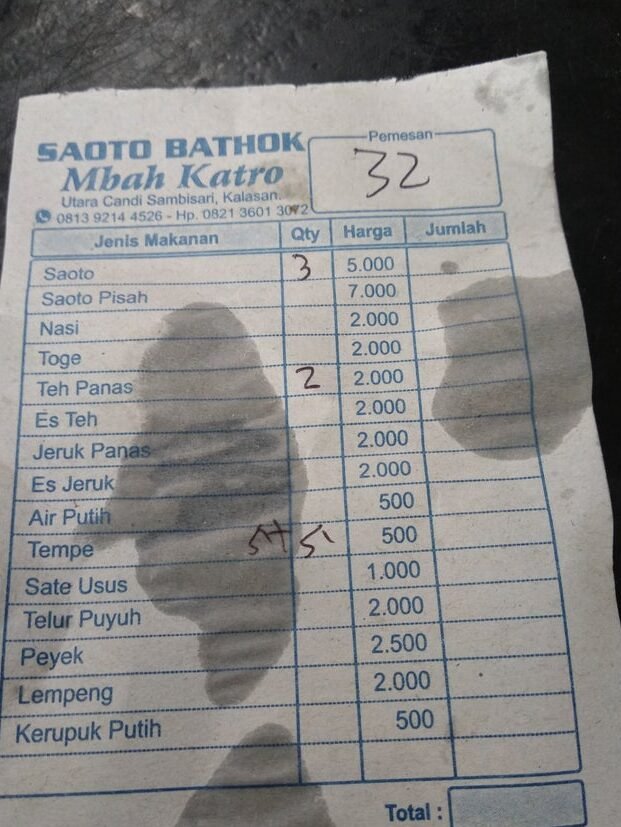 SAOTO BATHOK
Mbah Katro
Utara Candi Sambisari, Kalasan.
0813 9214 4526 - Hp. 0821 3601 3072
Pemesan
32
Jenis Makanan Qty Harga Jumlah
Saoto 3 5.000
Saoto Pisah 7.000
Nasi 2.000
Toge 2.000
Teh Panas 2 2.000
Es Teh 2.000
Jeruk Panas 2.000
Es Jeruk 2.000
Air Putih 500
Tempe 5+5 500
Sate Usus 1.000
Telur Puyuh 2.000
Peyek 2.500
Lempeng 2.000
Kerupuk Putih 500
Total :